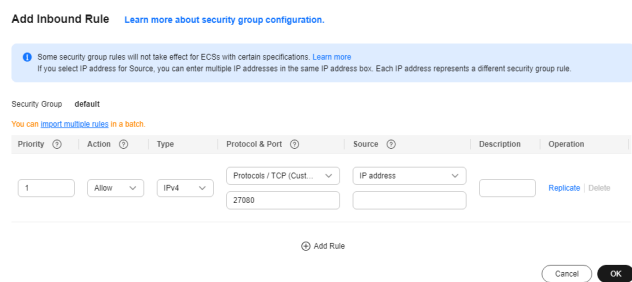 Add Inbound Rule Learn more about security group configuration.
Some security group rules will not take effect for ECSs with certain specifications. Learn more
If you select IP address for Source, you can enter multiple IP addresses in the same IP address box. Each IP address represents a different security group rule.
Security Group default
You can import multiple rules in a batch.
Priority Action Type Protocol & Port Source Description Operation
1 Allow IPv4 Protocols / TCP (Cust... IP address Replicate Delete
27080
Add Rule
Cancel OK